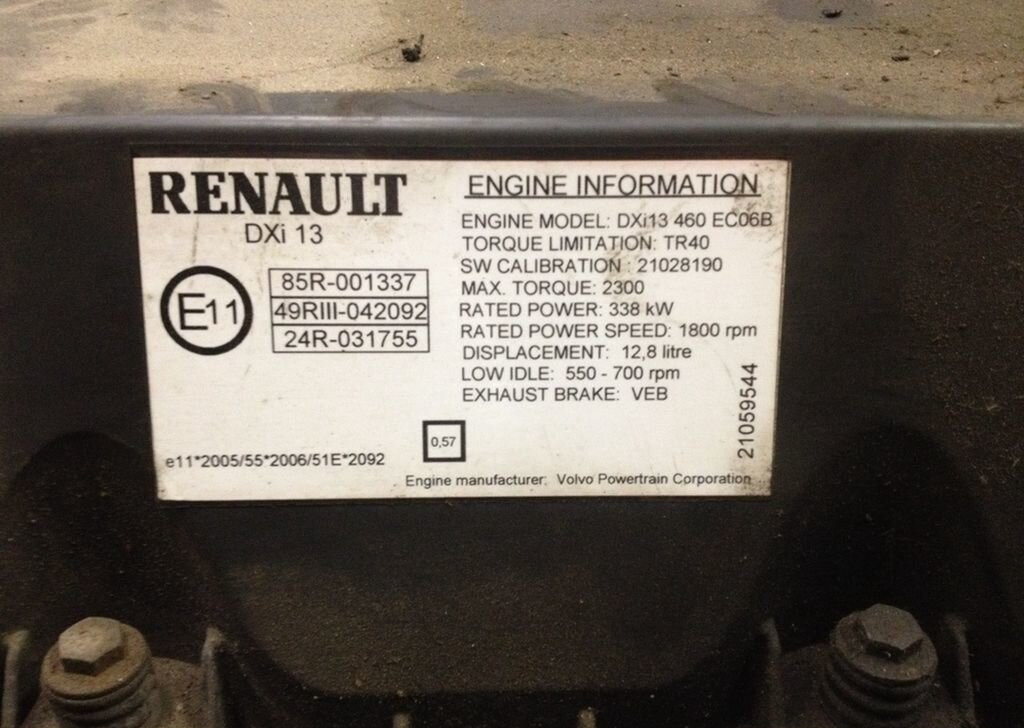 RENAULT
DXi 13
E11
85R-001337
49RIII-042092
24R-031755
e11*2005/55*2006/51E*2092
0,57
ENGINE INFORMATION
ENGINE MODEL: DXi13 460 EC06B
TORQUE LIMITATION: TR40
SW CALIBRATION : 21028190
MAX. TORQUE: 2300
RATED POWER: 338 kW
RATED POWER SPEED: 1800 rpm
DISPLACEMENT: 12,8 litre
LOW IDLE: 550 - 700 rpm
EXHAUST BRAKE: VEB
21059544
Engine manufacturer: Volvo Powertrain Corporation